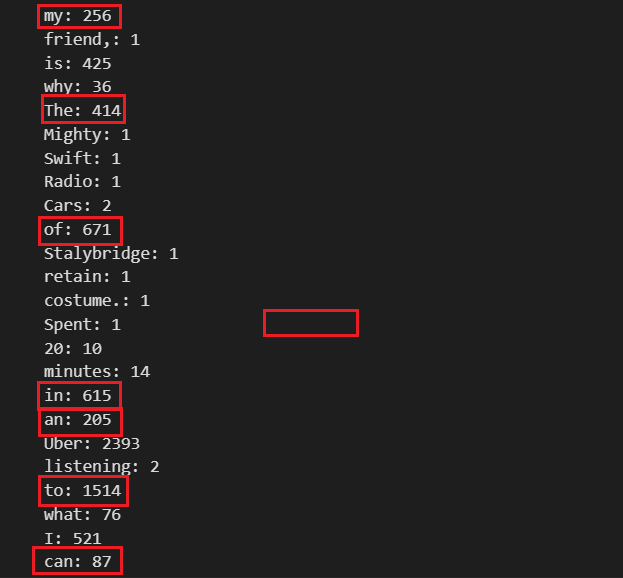 my: 256
friend,: 1
is: 425
why: 36
The: 414
Mighty: 1
Swift: 1
Radio: 1
Cars: 2
of: 671
Stalybridge: 1
retain: 1
costume.: 1
Spent: 1
20: 10
minutes: 14
in: 615
an: 205
Uber: 2393
listening: 2
to: 1514
what: 76
I: 521
can: 87